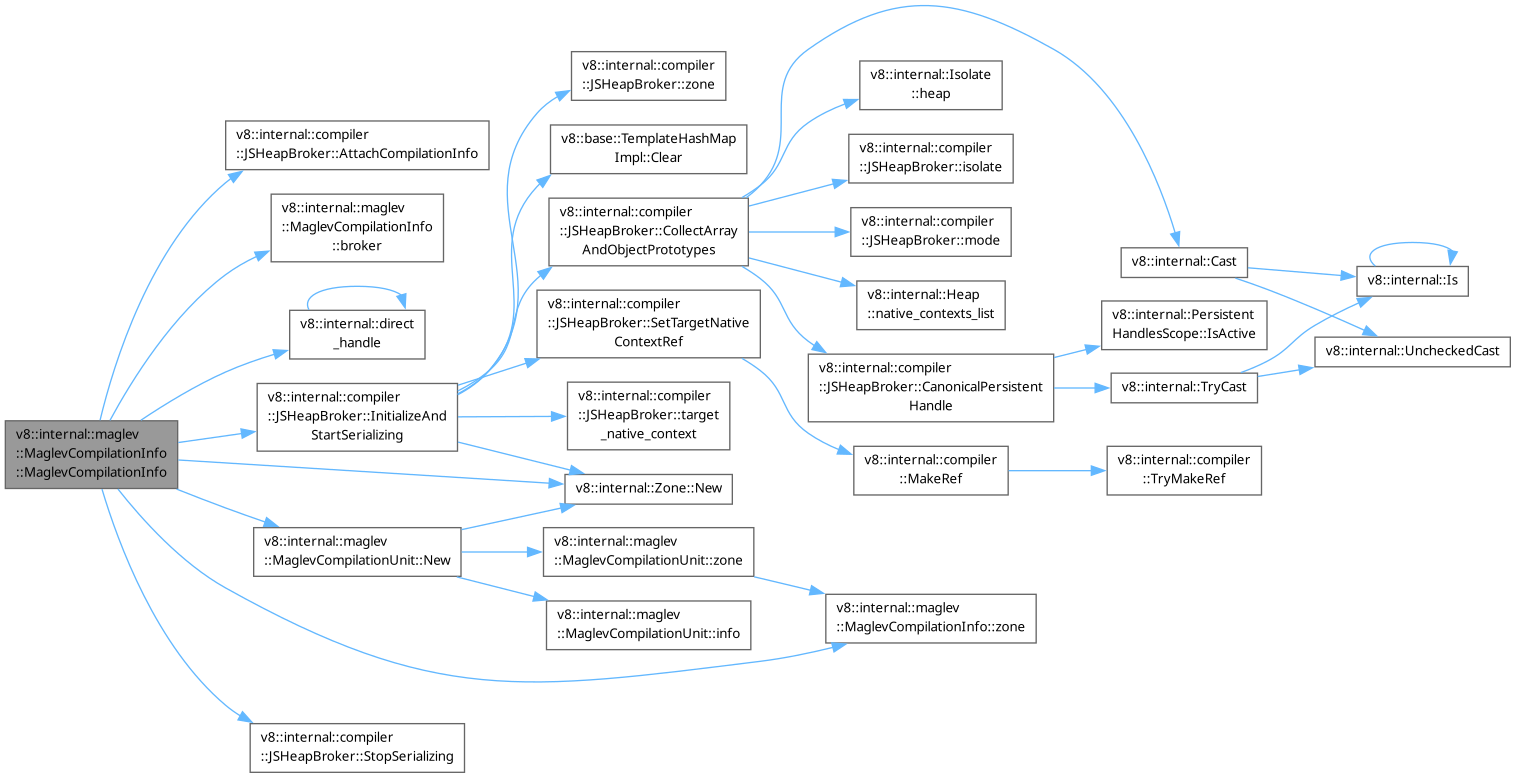 v8::internal::maglev
::MaglevCompilationInfo
::MaglevCompilationInfo
v8::internal::compiler
::JSHeapBroker::AttachCompilationInfo
v8::internal::maglev
::MaglevCompilationInfo
::broker
v8::internal::direct
_handle
v8::internal::compiler
::JSHeapBroker::InitializeAnd
StartSerializing
v8::internal::maglev
::MaglevCompilationUnit::New
v8::internal::compiler
::JSHeapBroker::StopSerializing
v8::internal::compiler
::JSHeapBroker::zone
v8::base::TemplateHashMap
Impl::Clear
v8::internal::compiler
::JSHeapBroker::CollectArray
AndObjectPrototypes
v8::internal::compiler
::JSHeapBroker::SetTargetNative
ContextRef
v8::internal::compiler
::JSHeapBroker::target
_native_context
v8::internal::Zone::New
v8::internal::maglev
::MaglevCompilationUnit::zone
v8::internal::maglev
::MaglevCompilationUnit::info
v8::internal::Isolate
::heap
v8::internal::compiler
::JSHeapBroker::isolate
v8::internal::compiler
::JSHeapBroker::mode
v8::internal::Heap
::native_contexts_list
v8::internal::compiler
::JSHeapBroker::CanonicalPersistent
Handle
v8::internal::compiler
::MakeRef
v8::internal::maglev
::MaglevCompilationInfo::zone
v8::internal::Cast
v8::internal::Persistent
HandlesScope::IsActive
v8::internal::TryCast
v8::internal::compiler
::TryMakeRef
v8::internal::Is
v8::internal::UncheckedCast